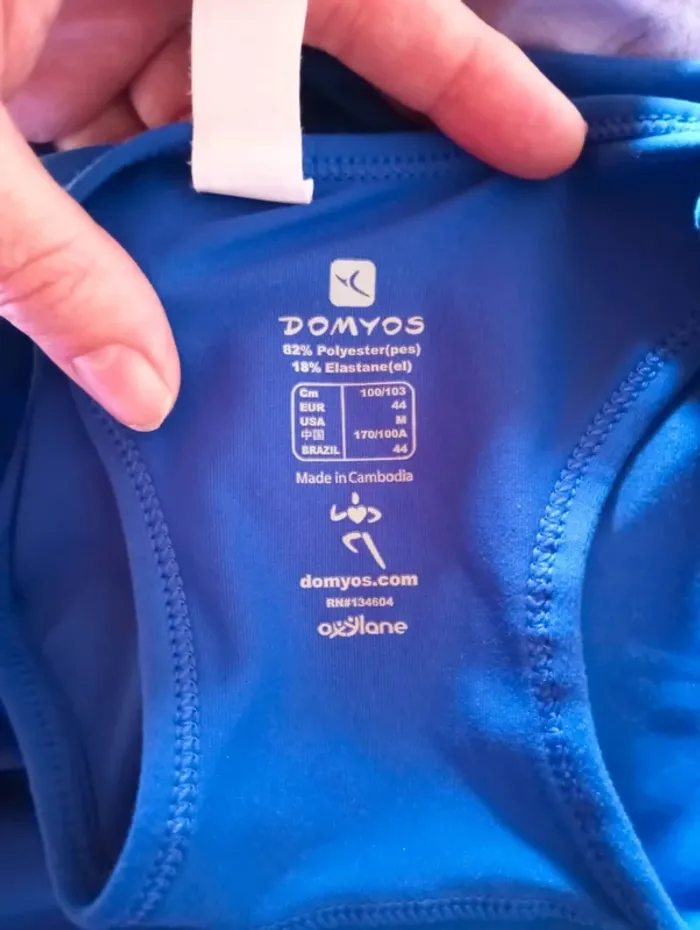 DOMYOS
82% Polyester(pes)
18% Elastane(el)
Cm 100/103
EUR 44
USA M
中国 170/100A
BRAZIL 44
Made in Cambodia
domyos.com
RN#134604
oxylane